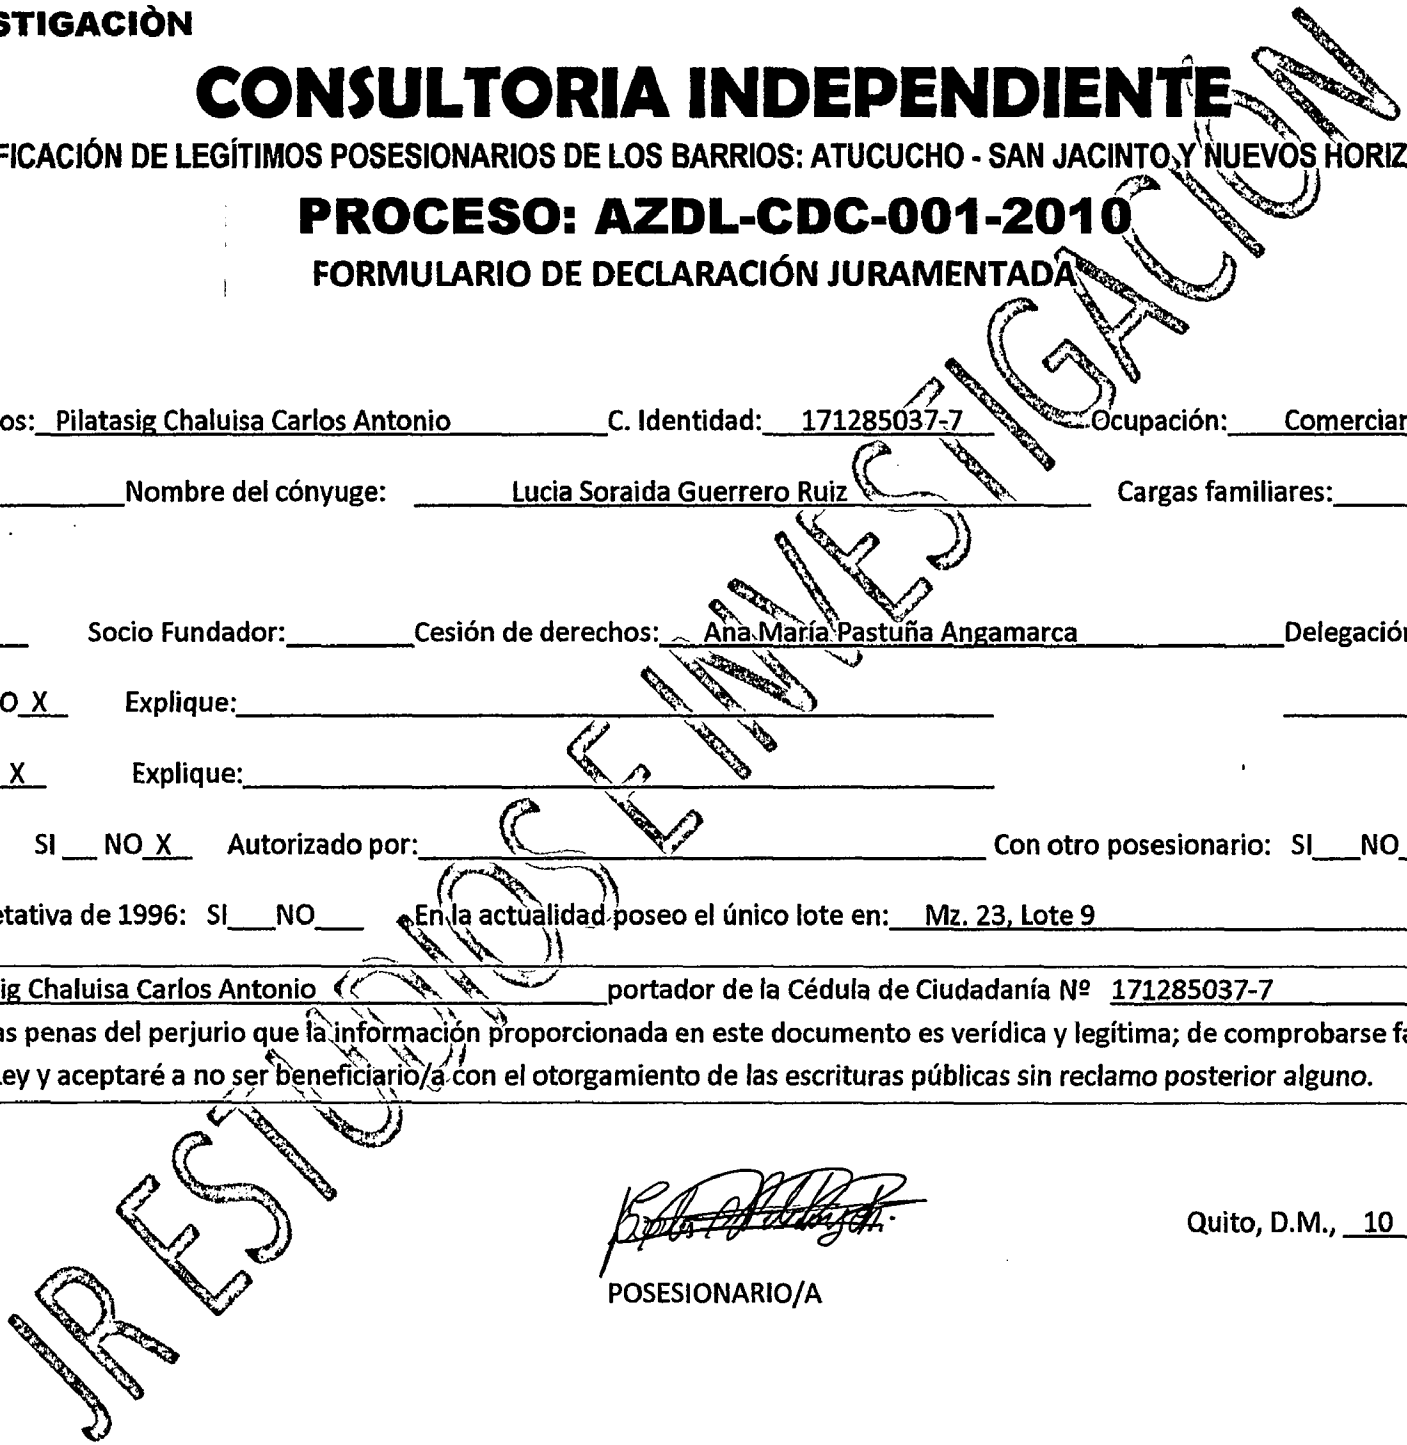 STIGACIÒN
CONSULTORIA INDEPENDIENTE
FICACIÓN DE LEGÍTIMOS POSESIONARIOS DE LOS BARRIOS: ATUCUCHO - SAN JACINTO Y NUEVOS HORIZ
PROCESO: AZDL-CDC-001-2010
FORMULARIO DE DECLARACIÓN JURAMENTADA
os: Pilatasig Chaluisa Carlos Antonio C. Identidad: 171285037-7 Ocupación: Comercian
Nombre del cónyuge: Lucia Soraida Guerrero Ruiz Cargas familiares:
Socio Fundador: Cesión de derechos: Ana María Pastuña Angamarca Delegación
O X Explique:
X Explique:
SI NO X Autorizado por: Con otro posesionario: SI NO
etativa de 1996: SI NO En la actualidad poseo el único lote en: Mz. 23, Lote 9
ig Chaluisa Carlos Antonio portador de la Cédula de Ciudadanía Nº 171285037-7
as penas del perjurio que la información proporcionada en este documento es verídica y legítima; de comprobarse fa
Ley y aceptaré a no ser beneficiario/a con el otorgamiento de las escrituras públicas sin reclamo posterior alguno.
Quito, D.M., 10
POSESIONARIO/A
JR ESTUDIOS E INVESTIGACION